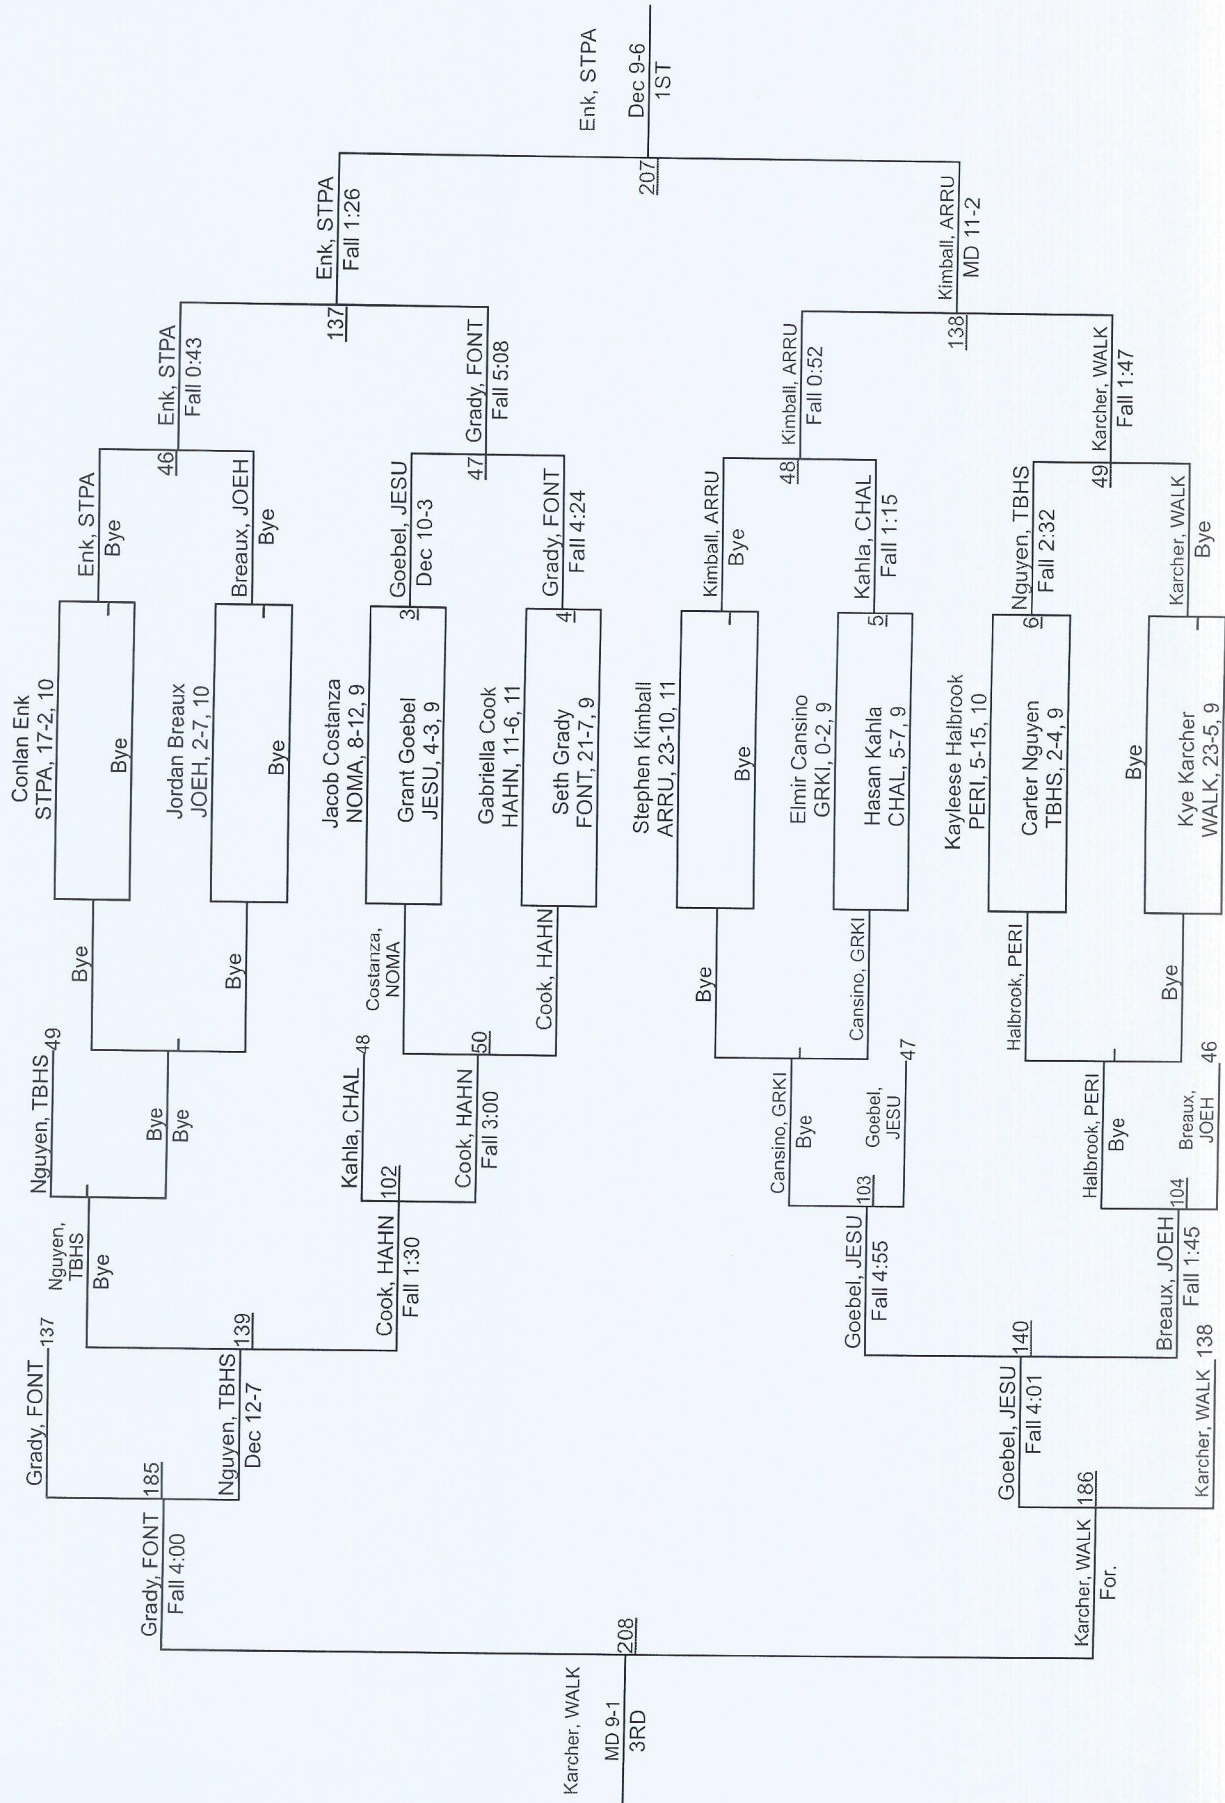 Conlan Enk
STPA, 17-2, 10
Bye
Jordan Breaux
JOEH, 2-7, 10
Bye
Jacob Costanza
NOMA, 8-12, 9
Grant Goebel
JESU, 4-3, 9
3
Gabriella Cook
HAHN, 11-6, 11
Seth Grady
FONT, 21-7, 9
4
Stephen Kimball
ARRU, 23-10, 11
Bye
Elmir Cansino
GRKI, 0-2, 9
Hasan Kahla
CHAL, 5-7, 9
5
Kayleese Halbrook
PERI, 5-15, 10
Carter Nguyen
TBHS, 2-4, 9
6
Bye
Kye Karcher
WALK, 23-5, 9
Enk, STPA
Bye
Breaux, JOEH
Bye
Goebel, JESU
Dec 10-3
Grady, FONT
Fall 4:24
Kimball, ARRU
Bye
Kahla, CHAL
Fall 1:15
Nguyen, TBHS
Fall 2:32
Karcher, WALK
Bye
46
Enk, STPA
Fall 0:43
47
Grady, FONT
Fall 5:08
48
Kimball, ARRU
Fall 0:52
49
Karcher, WALK
Fall 1:47
137
Enk, STPA
Fall 1:26
138
Kimball, ARRU
MD 11-2
207
Enk, STPA
Dec 9-6
1ST
Bye
Bye
Costanza,
NOMA
Cook, HAHN
Bye
Cansino, GRKI
Halbrook, PERI
Bye
Nguyen, TBHS
49
Bye
Bye
Kahla, CHAL
48
50
Cook, HAHN
Fall 3:00
Cansino, GRKI
Bye
Goebel,
JESU
47
Halbrook, PERI
Bye
Breaux,
JOEH
46
Nguyen,
TBHS
Bye
102
Cook, HAHN
Fall 1:30
103
Goebel, JESU
Fall 4:55
104
Breaux, JOEH
Fall 1:45
Grady, FONT
137
139
Nguyen, TBHS
Dec 12-7
140
Goebel, JESU
Fall 4:01
Karcher, WALK
138
185
Grady, FONT
Fall 4:00
186
Karcher, WALK
For.
208
Karcher, WALK
MD 9-1
3RD